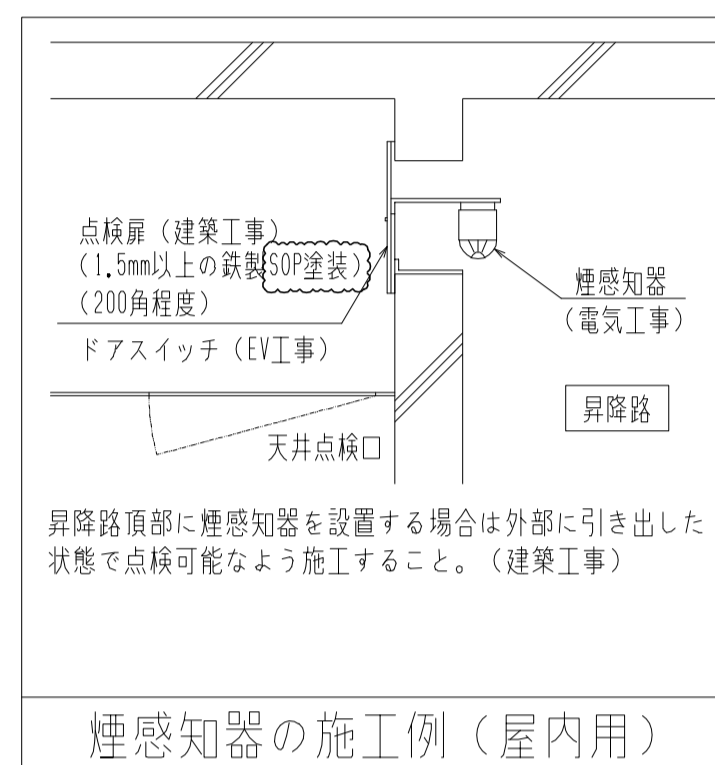 点検扉（建築工事）
（1.5mm以上の鉄製SOP塗装）
（200角程度）
ドアスイッチ（EV工事）
煙感知器
（電気工事）
昇降路
天井点検口
昇降路頂部に煙感知器を設置する場合は外部に引き出した
状態で点検可能なよう施工すること。（建築工事）
煙感知器の施工例（屋内用）